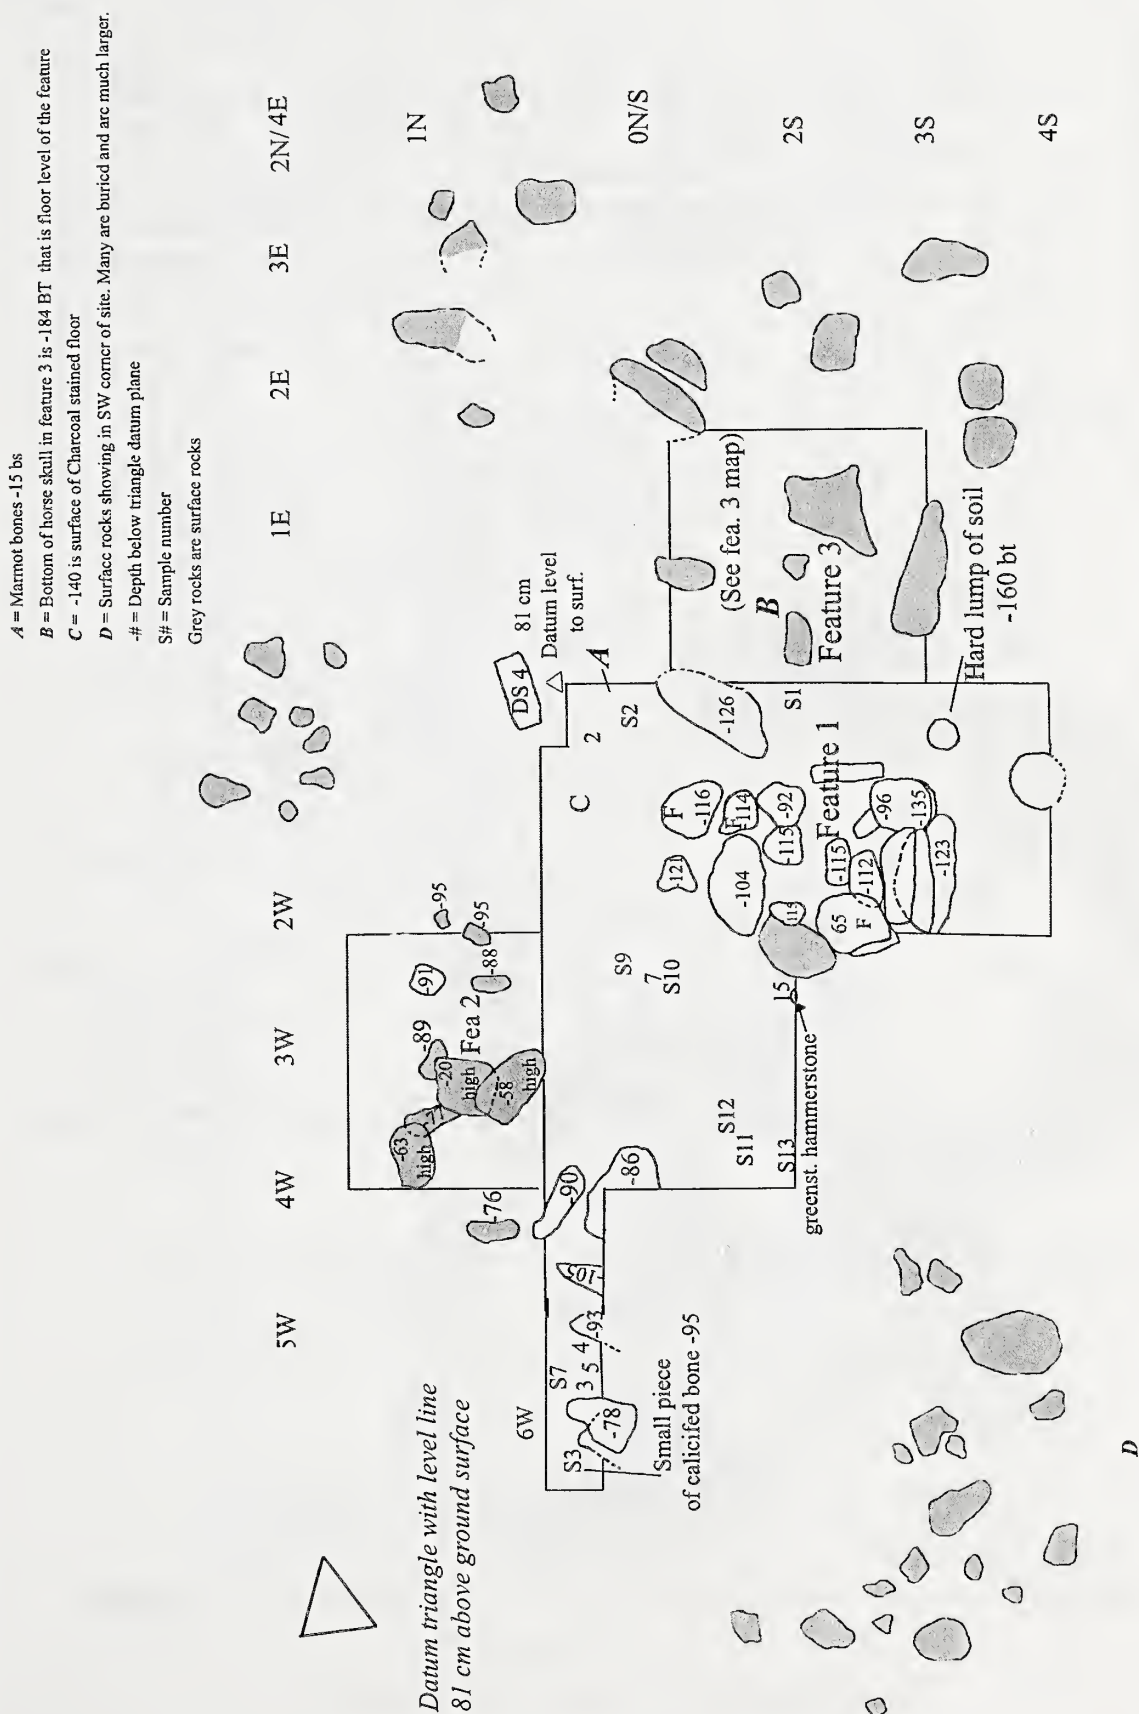 A = Marmot bones -15 bs
B = Bottom of horse skull in feature 3 is -184 BT that is floor level of the feature
C = -140 is surface of Charcoal stained floor
D = Surface rocks showing in SW corner of site. Many are buried and are much larger.
-# = Depth below triangle datum plane
S# = Sample number
Grey rocks are surface rocks
5W
4W
3W
2W
1E
2E
3E
2N/ 4E
1N
0N/S
2S
3S
4S
6W
Datum triangle with level line
81 cm above ground surface
-63
high
-77
-20
high
-58
high
-89
Fea 2
-91
-88
-95
-95
-76
-90
-86
105
-93
4
5
3
S7
S3
-78
Small piece
of calicifed bone -95
DS 4
81 cm
Datum level
to surf.
A
C
2
S2
S9
7
S10
S11
S12
S13
15
greenst. hammerstone
F
-116
121
F
-114
-104
-92
-115
-126
S1
115
65
F
-115
-112
Feature 1
-96
-135
-123
(See fea. 3 map)
B
Feature 3
Hard lump of soil
-160 bt
D